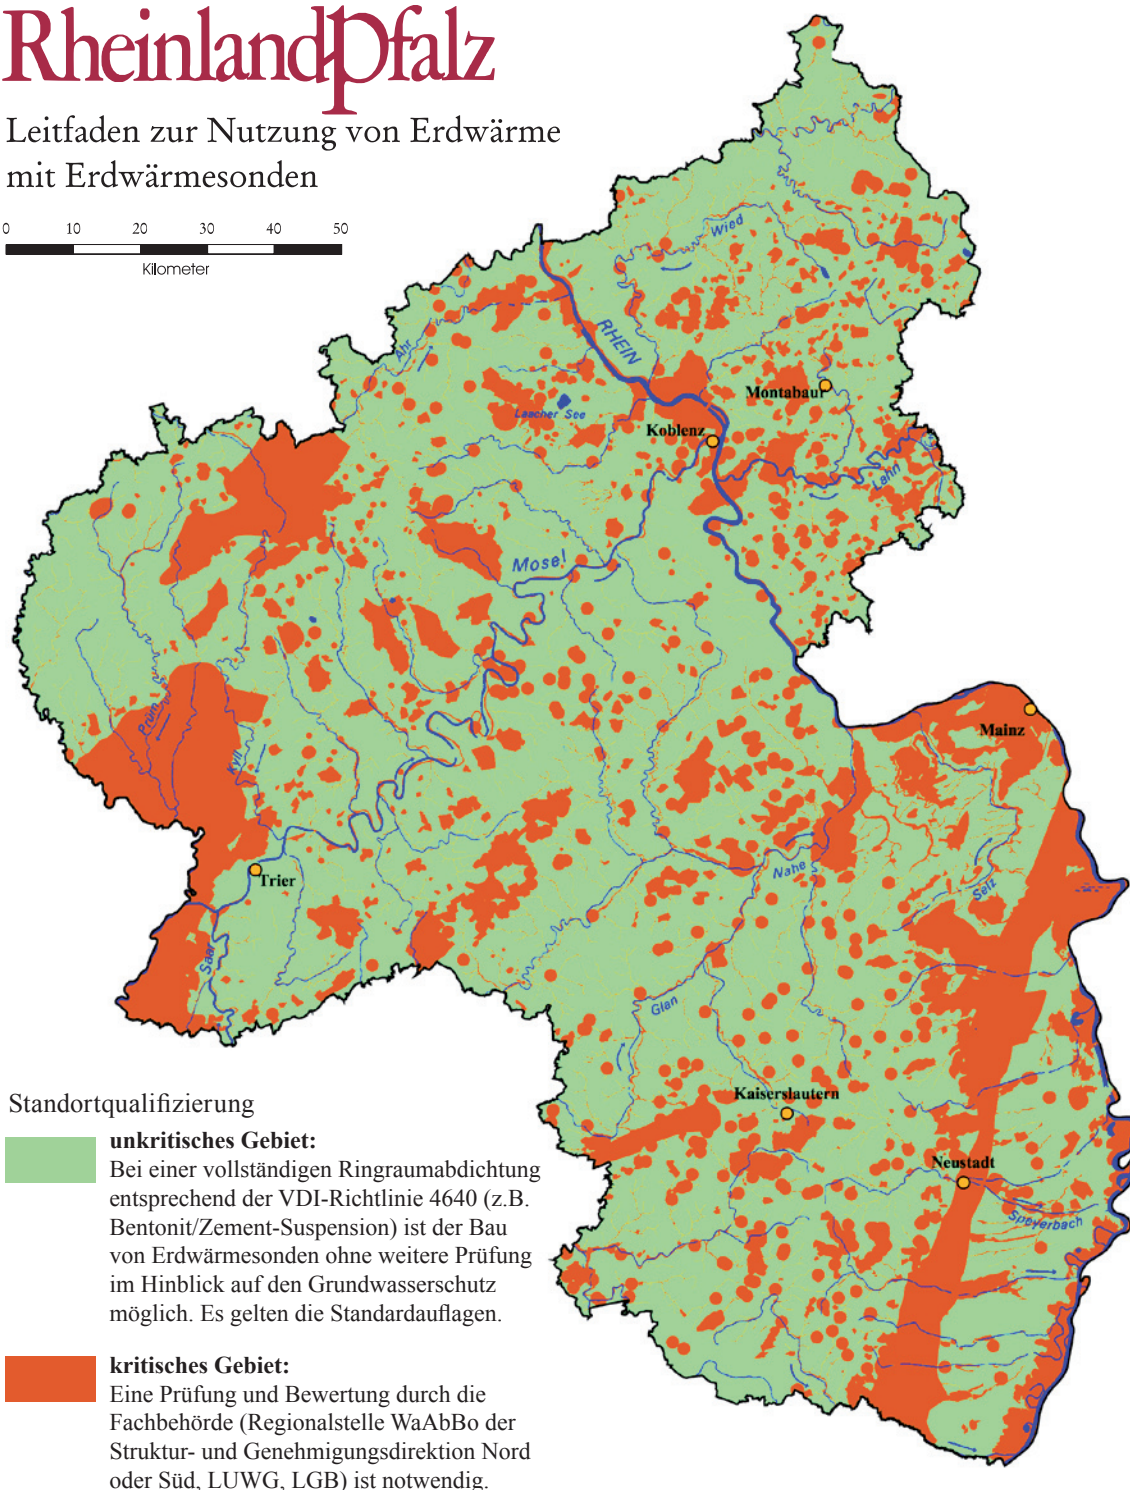 RheinlandPfalz
Leitfaden zur Nutzung von Erdwärme
mit Erdwärmesonden
0 10 20 30 40 50
Kilometer
Wied
RHEIN
Ahr
Laacher See
Montabaur
Koblenz
Lahn
Mosel
Prüm
Kyll
Mainz
Trier
Nahe
Selz
Saar
Glan
Kaiserslautern
Neustadt
Speyerbach
Standortqualifizierung
unkritisches Gebiet:
Bei einer vollständigen Ringraumabdichtung
entsprechend der VDI-Richtlinie 4640 (z.B.
Bentonit/Zement-Suspension) ist der Bau
von Erdwärmesonden ohne weitere Prüfung
im Hinblick auf den Grundwasserschutz
möglich. Es gelten die Standardauflagen.
kritisches Gebiet:
Eine Prüfung und Bewertung durch die
Fachbehörde (Regionalstelle WaAbBo der
Struktur- und Genehmigungsdirektion Nord
oder Süd, LUWG, LGB) ist notwendig.